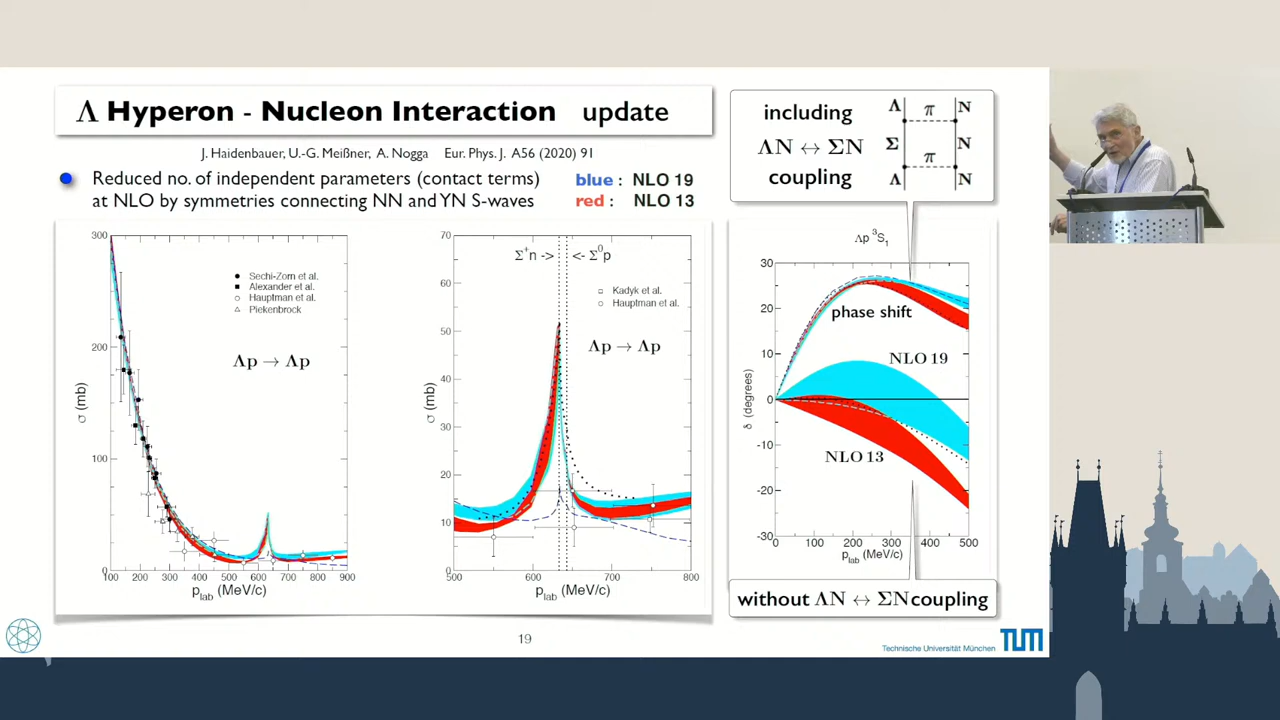 Λ Hyperon - Nucleon Interaction update
J. Haidenbauer, U.-G. Meißner, A. Nogga Eur. Phys. J. A56 (2020) 91
Reduced no. of independent parameters (contact terms)
at NLO by symmetries connecting NN and YN S-waves
blue : NLO 19
red : NLO 13
including
ΛN ↔ ΣN
coupling
Λ π N
Σ N
π
Λ N
300
200
100
0
σ (mb)
Sechi-Zorn et al.
Alexander et al.
Hauptman et al.
Piekenbrock
Λp → Λp
100 200 300 400 500 600 700 800 900
p_lab (MeV/c)
70
60
50
40
30
20
10
0
σ (mb)
Σ⁺n -> <- Σ⁰p
Kadyk et al.
Hauptman et al.
Λp → Λp
500 600 700 800
p_lab (MeV/c)
Λp ³S₁
30
20
10
0
-10
-20
-30
δ (degrees)
phase shift
NLO 19
NLO 13
0 100 200 300 400 500
p_lab (MeV/c)
without ΛN ↔ ΣN coupling
19
Technische Universität München
TUM